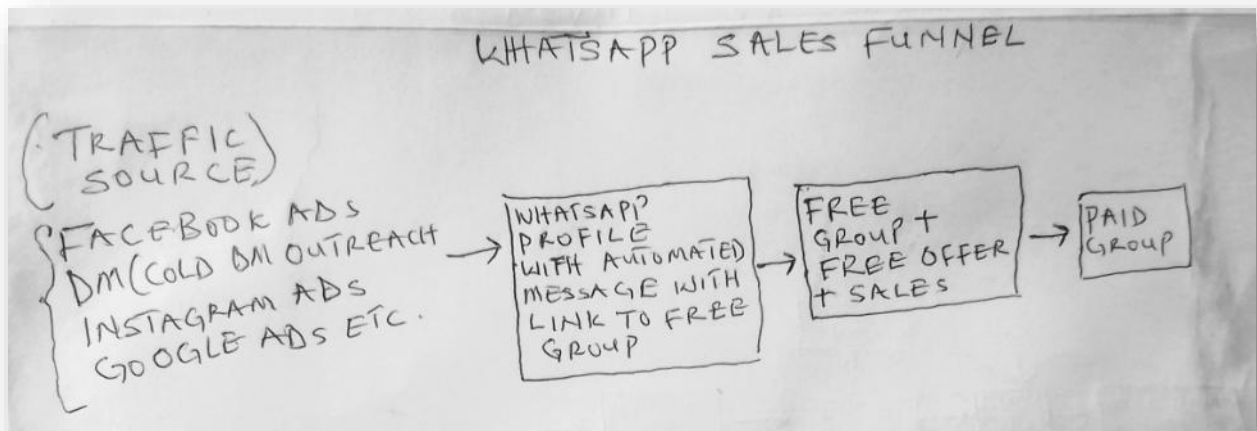 WHATSAPP SALES FUNNEL
(TRAFFIC
SOURCE)
FACEBOOK ADS
DM(COLD DM OUTREACH
INSTAGRAM ADS
GOOGLE ADS ETC.
WHATSAPP
PROFILE
WITH AUTOMATED
MESSAGE WITH
LINK TO FREE
GROUP
FREE
GROUP +
FREE OFFER
+ SALES
PAID
GROUP